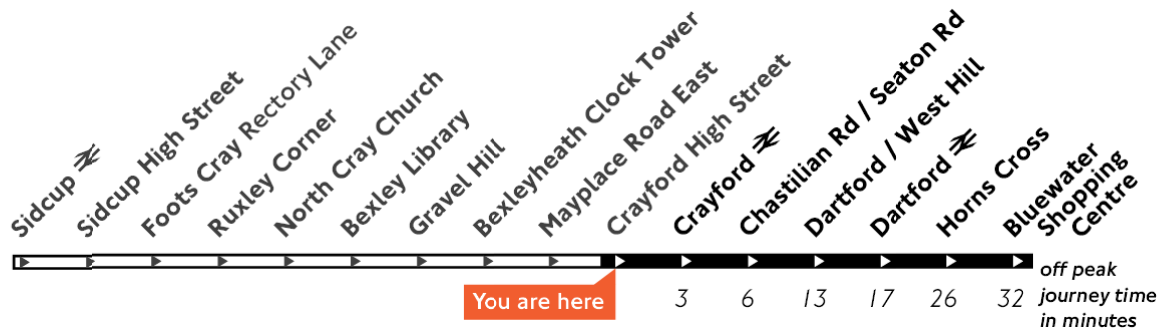 Sidcup
Sidcup High Street
Foots Cray Rectory Lane
Ruxley Corner
North Cray Church
Bexley Library
Gravel Hill
Bexleyheath Clock Tower
Mayplace Road East
Crayford High Street
Crayford
Chastilian Rd / Seaton Rd
Dartford / West Hill
Dartford
Horns Cross
Bluewater
Shopping
Centre
You are here
3 6 13 17 26 32
off peak
journey time
in minutes